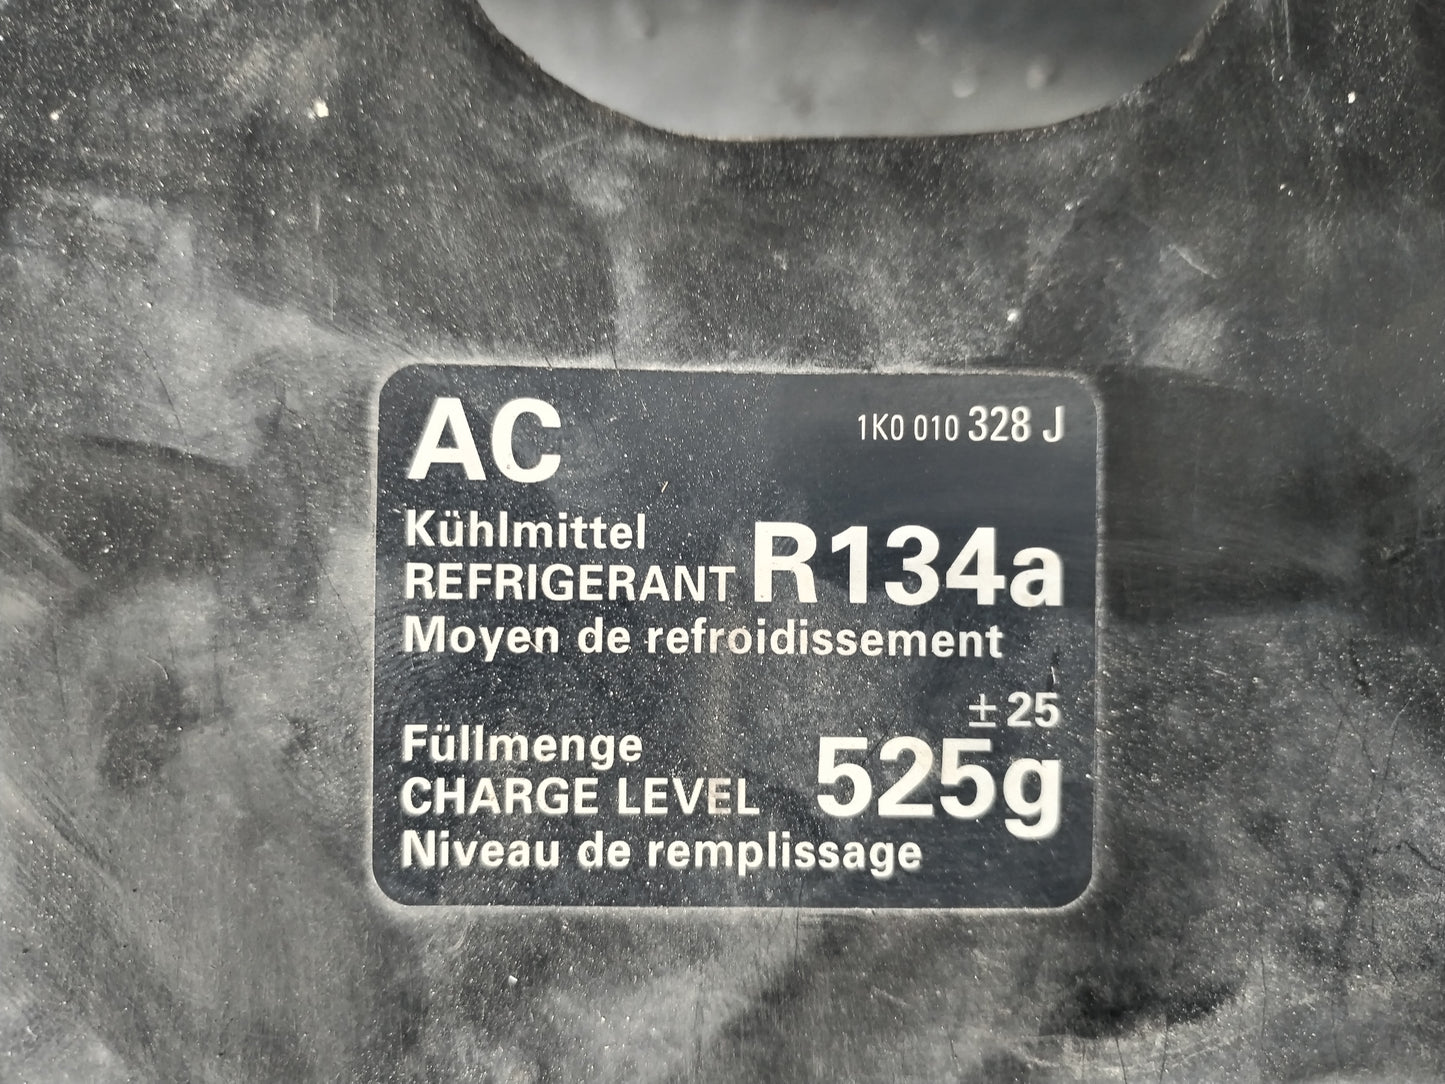 AC 1K0 010 328 J
Kühlmittel
REFRIGERANT R134a
Moyen de refroidissement
± 25
Füllmenge
CHARGE LEVEL 525g
Niveau de remplissage